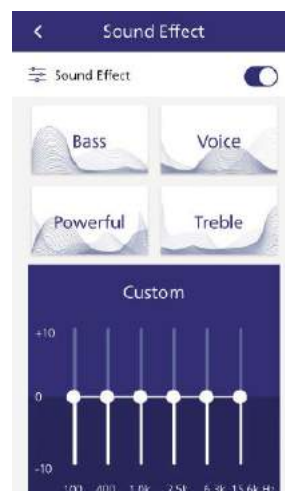 Sound Effect
Sound Effect
Bass Voice
Powerful Treble
Custom
+10
0
-10
100 400 1.0k 2.5k 6.3k 15.6k Hz